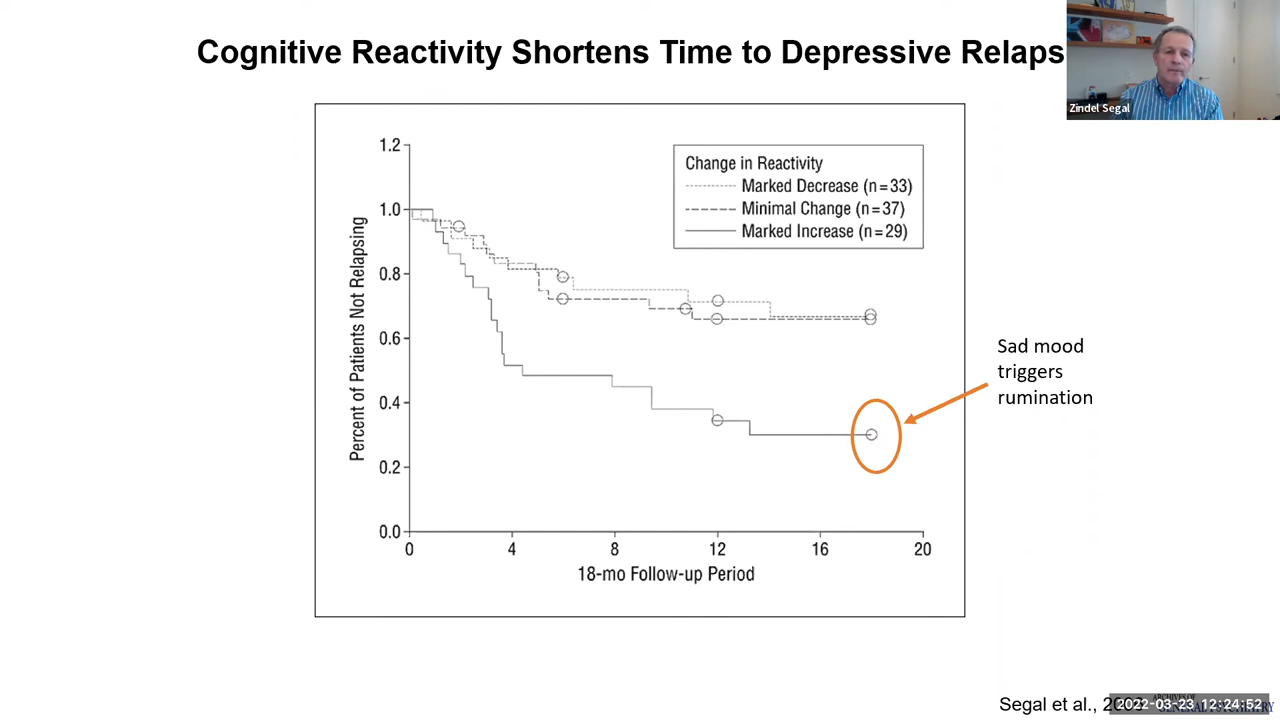 Cognitive Reactivity Shortens Time to Depressive Relaps
Zindel Segal
1.2
1.0
0.8
0.6
0.4
0.2
0.0
Percent of Patients Not Relapsing
Change in Reactivity
Marked Decrease (n=33)
Minimal Change (n=37)
Marked Increase (n=29)
Sad mood
triggers
rumination
0 4 8 12 16 20
18-mo Follow-up Period
Segal et al.,
2022-03-23 12:24:52